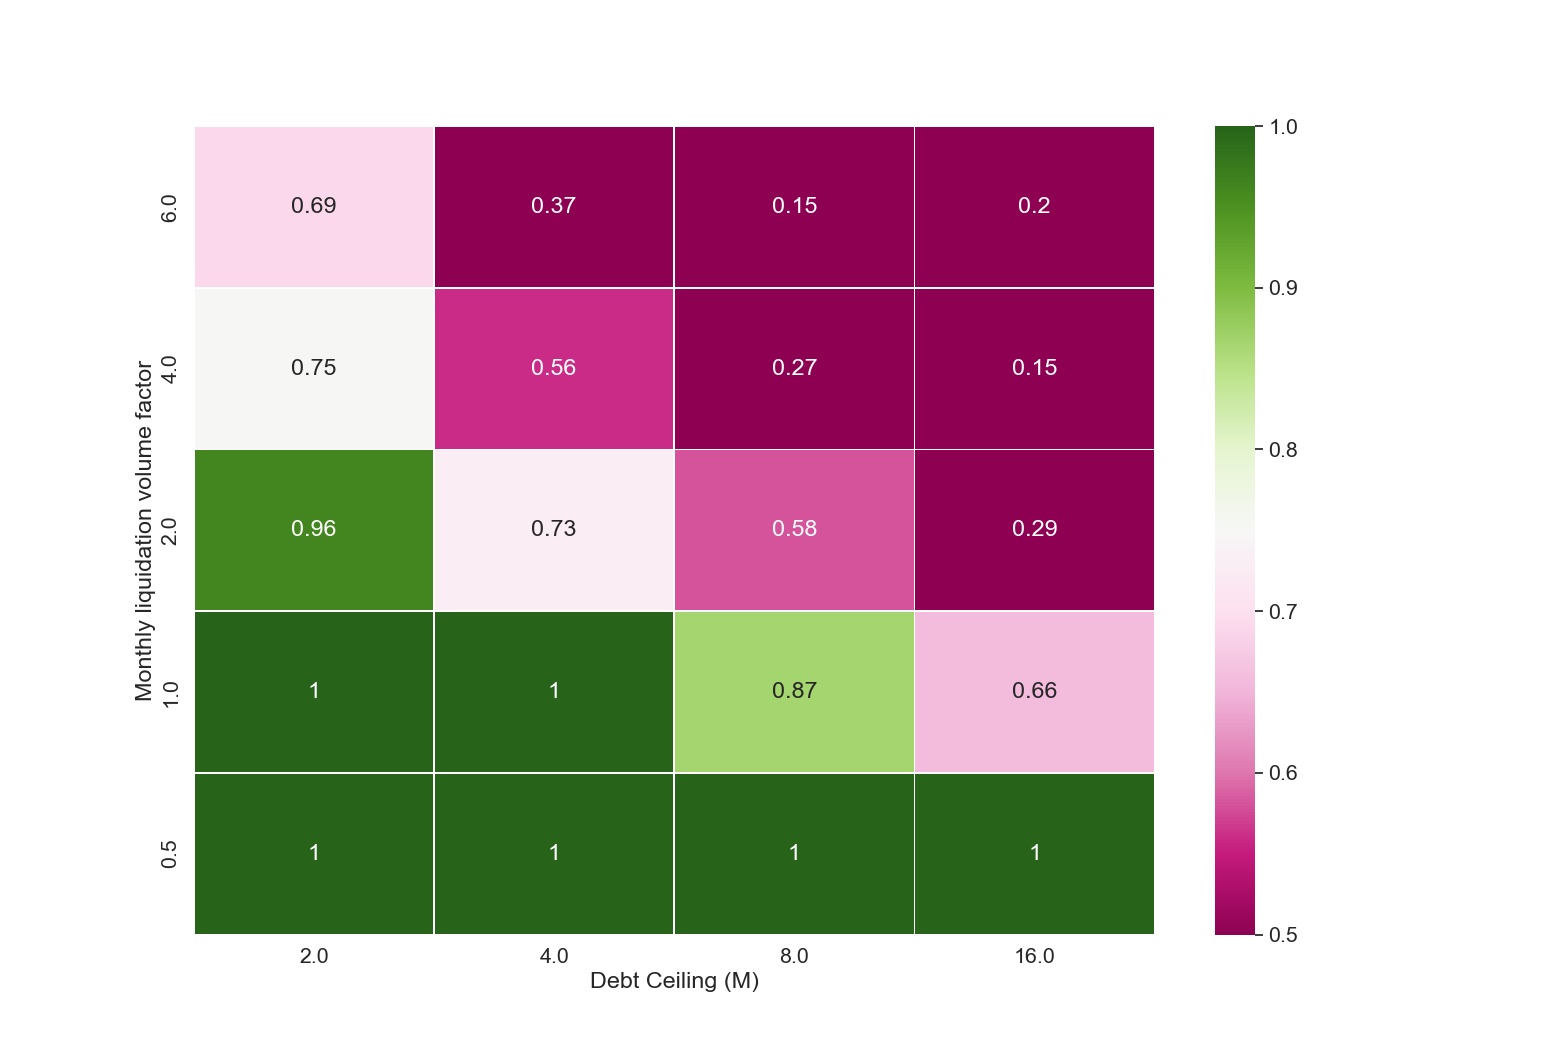 6.0 0.69 0.37 0.15 0.2
4.0 0.75 0.56 0.27 0.15
2.0 0.96 0.73 0.58 0.29
1.0 1 1 0.87 0.66
0.5 1 1 1 1
Monthly liquidation volume factor
2.0 4.0 8.0 16.0
Debt Ceiling (M)
1.0
0.9
0.8
0.7
0.6
0.5